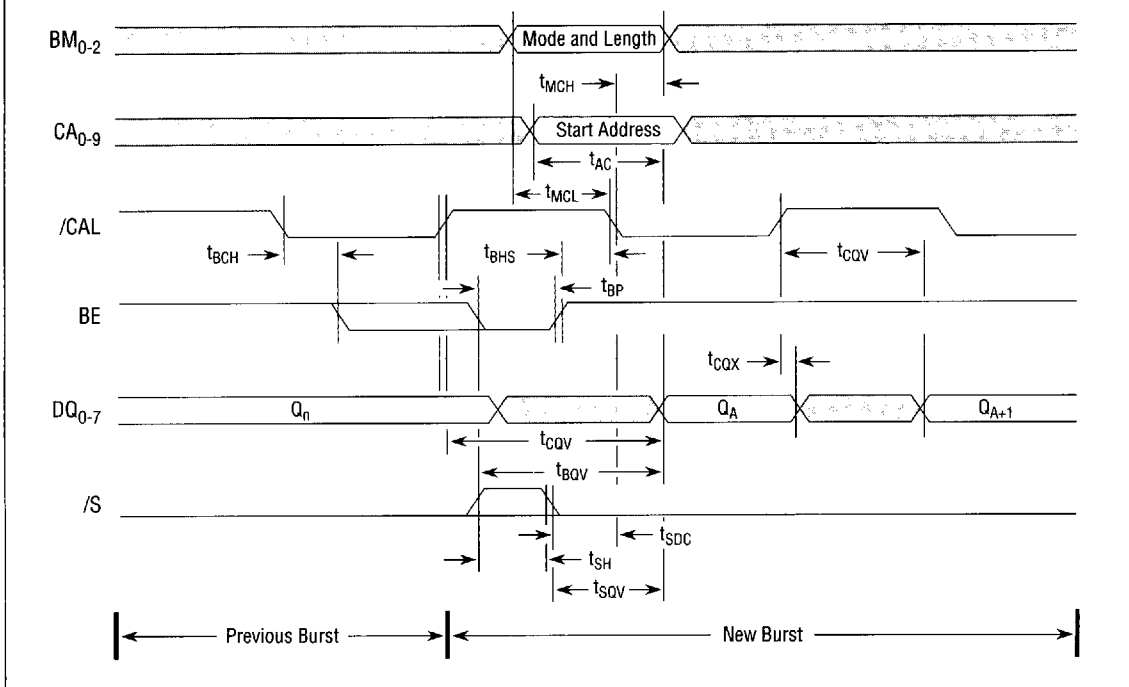 BM0-2 Mode and Length
tMCH
CA0-9 Start Address
tAC
tMCL
/CAL
tBCH tBHS tCQV
tBP
BE
tCQX
DQ0-7 Qn QA QA+1
tCQV
tBQV
/S
tSDC
tSH
tSQV
Previous Burst New Burst